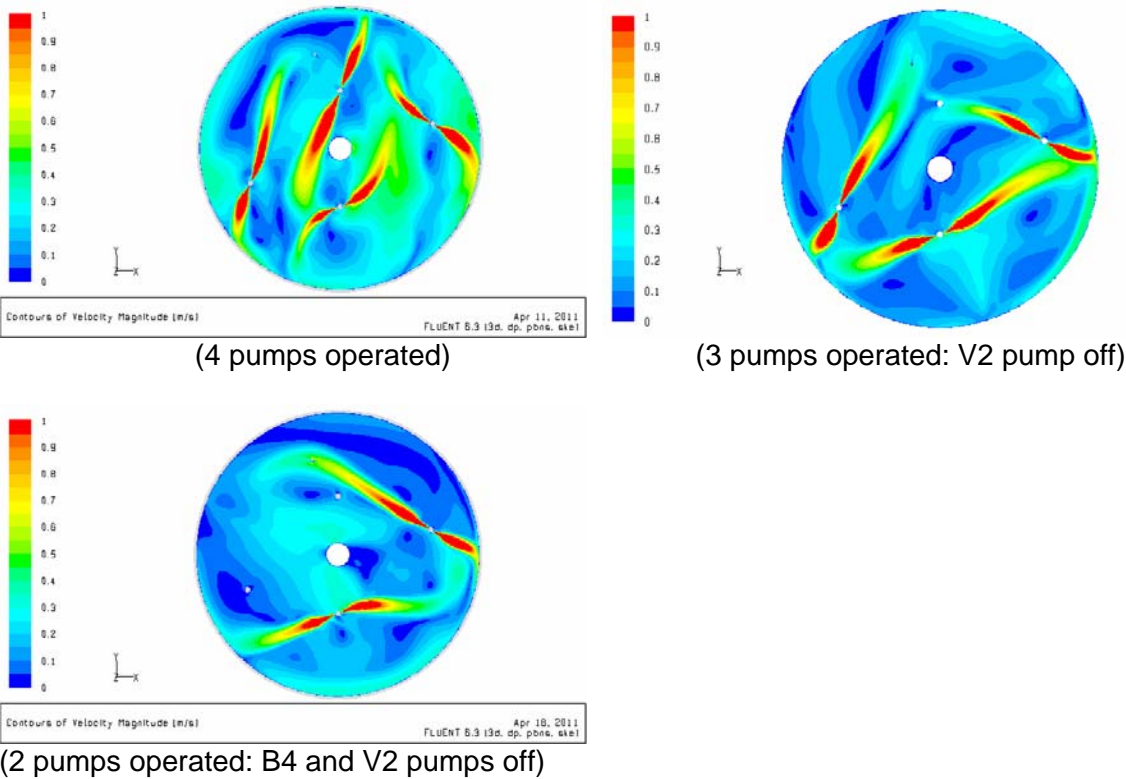 1
0.9
0.8
0.7
0.6
0.5
0.4
0.3
0.2
0.1
0
Y
Z X
Contours of Velocity Magnitude (m/s)
Apr 11, 2011
FLUENT 6.3 (3d, dp, pbns, ske)
(4 pumps operated)
1
0.9
0.8
0.7
0.6
0.5
0.4
0.3
0.2
0.1
0
Y
Z X
(3 pumps operated: V2 pump off)
1
0.9
0.8
0.7
0.6
0.5
0.4
0.3
0.2
0.1
0
Y
Z X
Contours of Velocity Magnitude (m/s)
Apr 18, 2011
FLUENT 6.3 (3d, dp, pbns, ske)
(2 pumps operated: B4 and V2 pumps off)